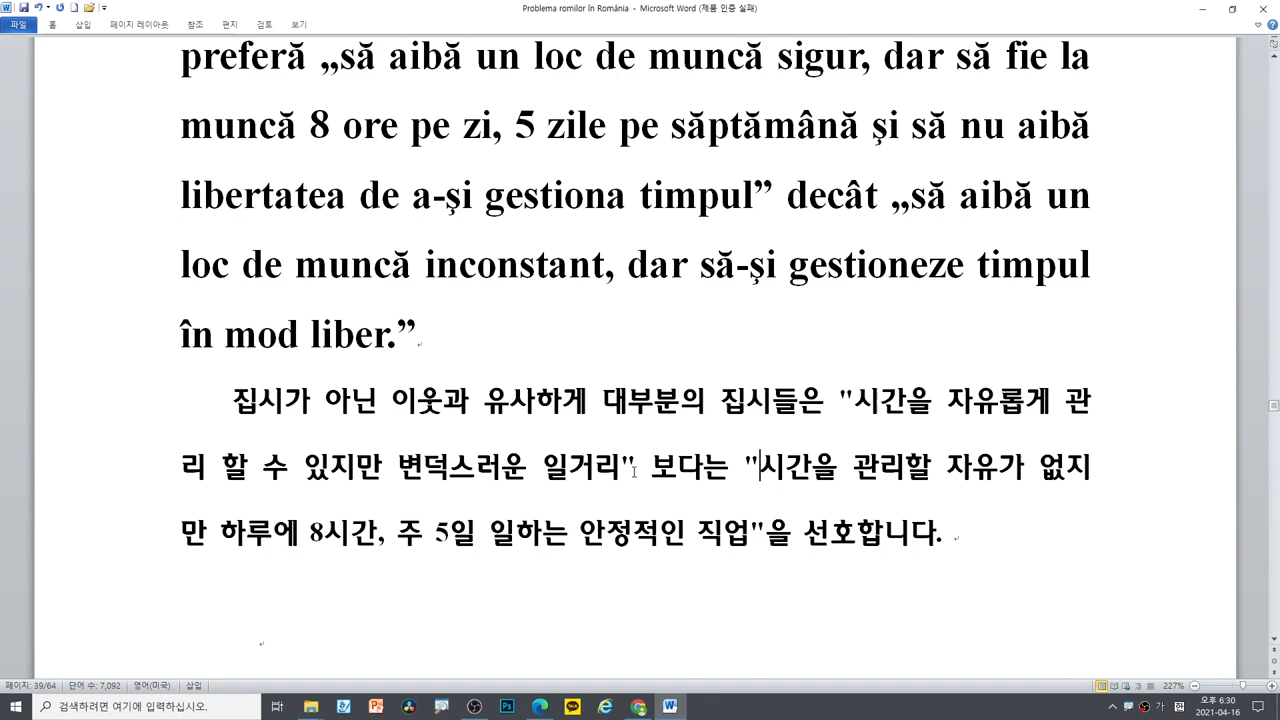 Problema romilor în România - Microsoft Word (제품 인증 실패)
파일 홈 삽입 페이지 레이아웃 참조 편지 검토 보기
preferă „să aibă un loc de muncă sigur, dar să fie la
muncă 8 ore pe zi, 5 zile pe săptămână şi să nu aibă
libertatea de a-şi gestiona timpul” decât „să aibă un
loc de muncă inconstant, dar să-şi gestioneze timpul
în mod liber.”
집시가 아닌 이웃과 유사하게 대부분의 집시들은 "시간을 자유롭게 관
리 할 수 있지만 변덕스러운 일거리" 보다는 "시간을 관리할 자유가 없지
만 하루에 8시간, 주 5일 일하는 안정적인 직업"을 선호합니다.
페이지: 39/64 단어 수: 7,092 영어(미국) 삽입 227%
검색하려면 여기에 입력하십시오. 가 오후 6:30
2021-04-16